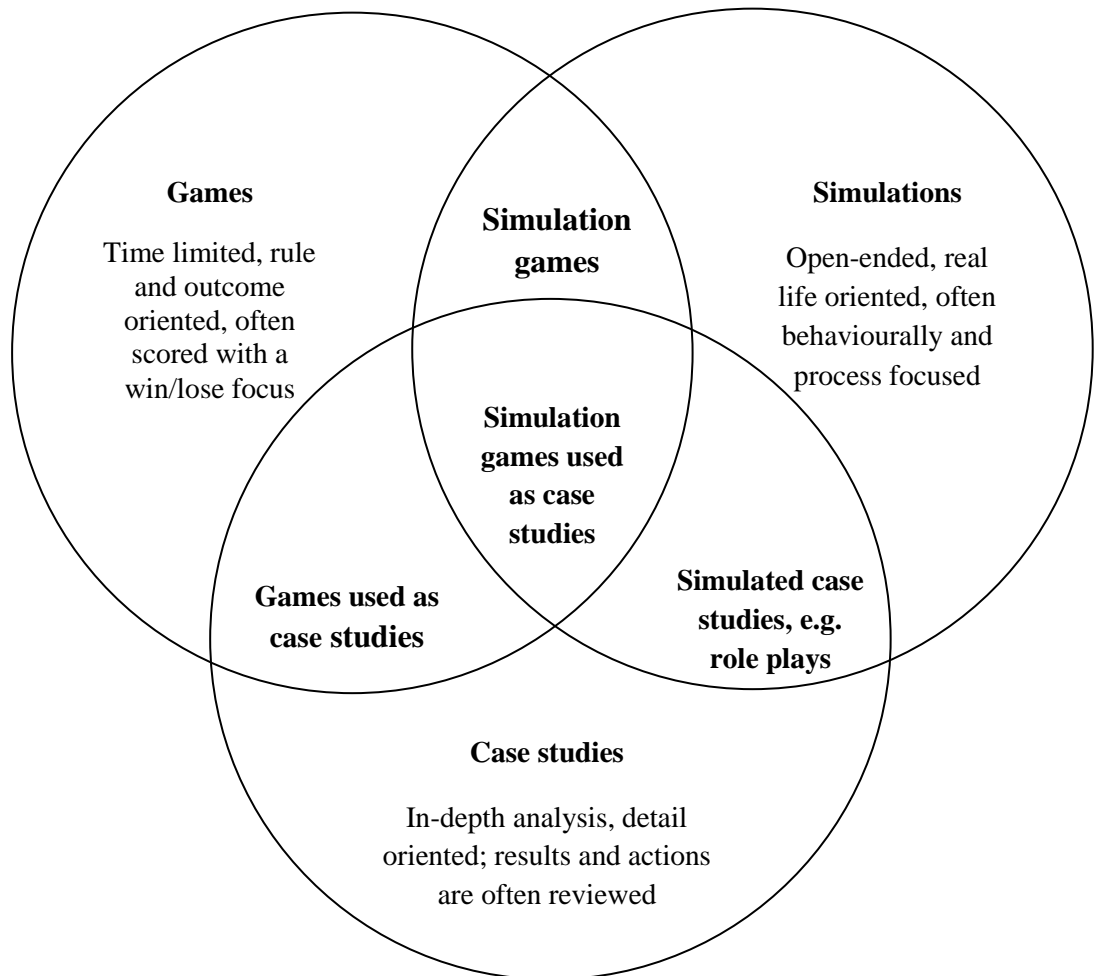 Games
Time limited, rule
and outcome
oriented, often
scored with a
win/lose focus
Simulation
games
Simulations
Open-ended, real
life oriented, often
behaviourally and
process focused
Simulation
games used
as case
studies
Games used as
case studies
Simulated case
studies, e.g.
role plays
Case studies
In-depth analysis, detail
oriented; results and actions
are often reviewed